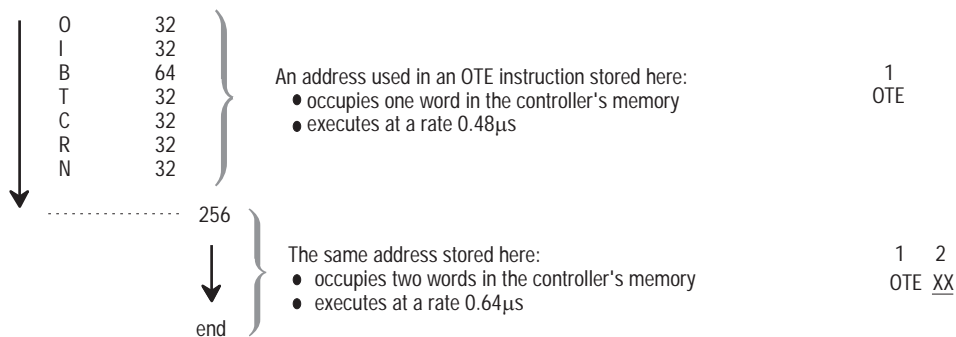 O 32
I 32
B 64
T 32
C 32
R 32
N 32
An address used in an OTE instruction stored here:
● occupies one word in the controller's memory
● executes at a rate 0.48µs
1
OTE
256
end
The same address stored here:
● occupies two words in the controller's memory
● executes at a rate 0.64µs
1 2
OTE XX